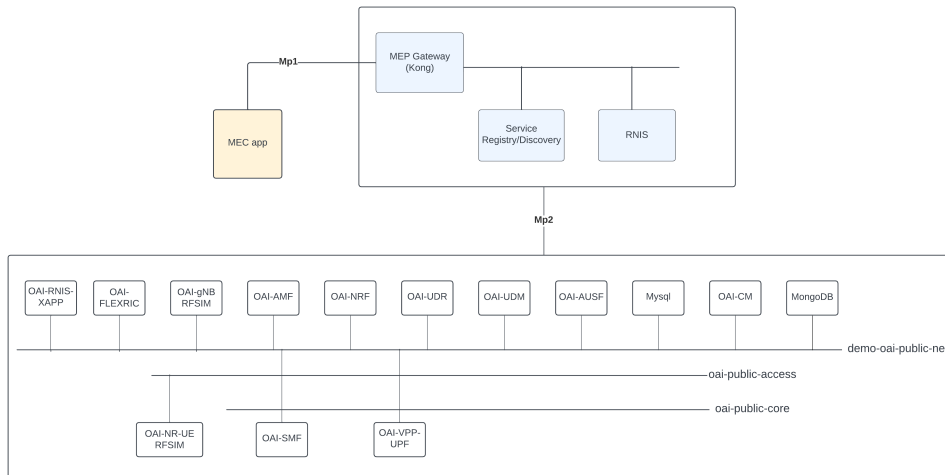 MEP Gateway
(Kong)
Mp1
MEC app
Service
Registry/Discovery
RNIS
Mp2
OAI-RNIS-
XAPP
OAI-
FLEXRIC
OAI-gNB
RFSIM
OAI-AMF
OAI-NRF
OAI-UDR
OAI-UDM
OAI-AUSF
Mysql
OAI-CM
MongoDB
demo-oai-public-ne
oai-public-access
oai-public-core
OAI-NR-UE
RFSIM
OAI-SMF
OAI-VPP-
UPF